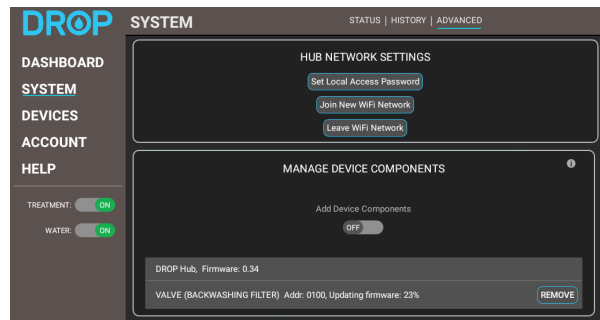 DROP
SYSTEM
STATUS | HISTORY | ADVANCED
DASHBOARD
SYSTEM
DEVICES
ACCOUNT
HELP
TREATMENT: ON
WATER: ON
HUB NETWORK SETTINGS
Set Local Access Password
Join New WiFi Network
Leave WiFi Network
MANAGE DEVICE COMPONENTS
i
Add Device Components
OFF
DROP Hub, Firmware: 0.34
VALVE (BACKWASHING FILTER) Addr: 0100, Updating firmware: 23% REMOVE